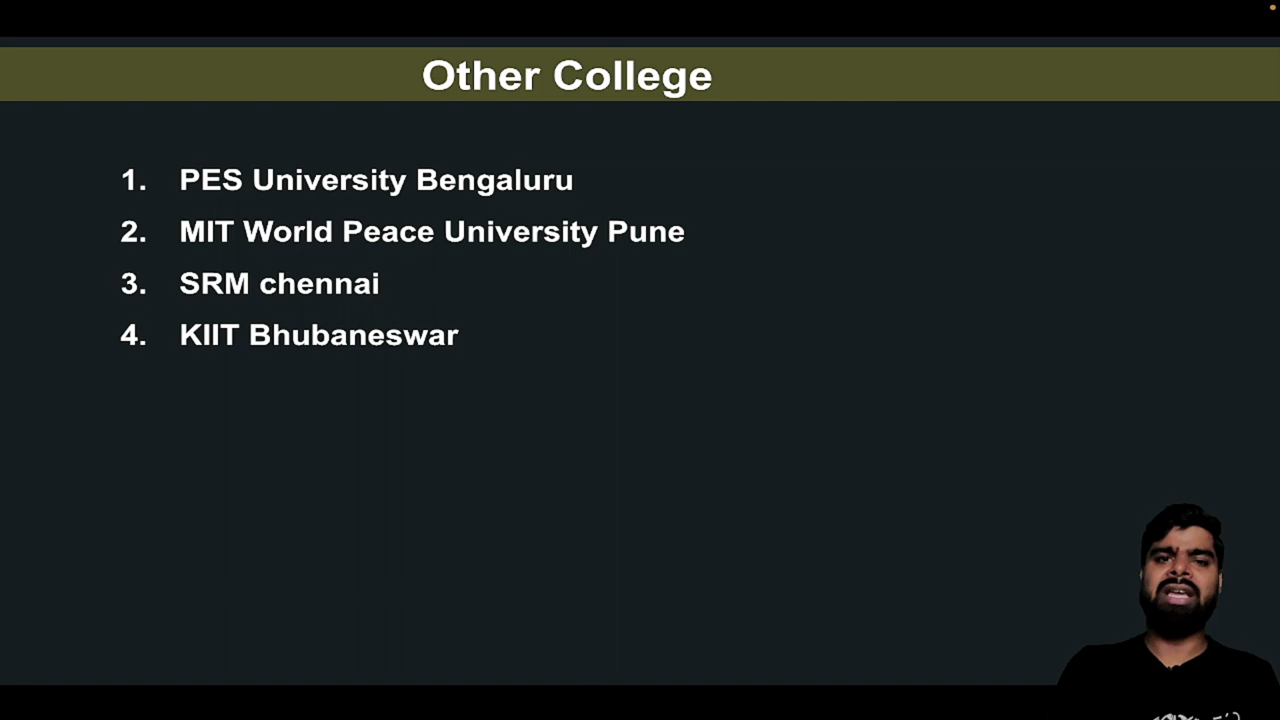 Other College
1. PES University Bengaluru
2. MIT World Peace University Pune
3. SRM chennai
4. KIIT Bhubaneswar